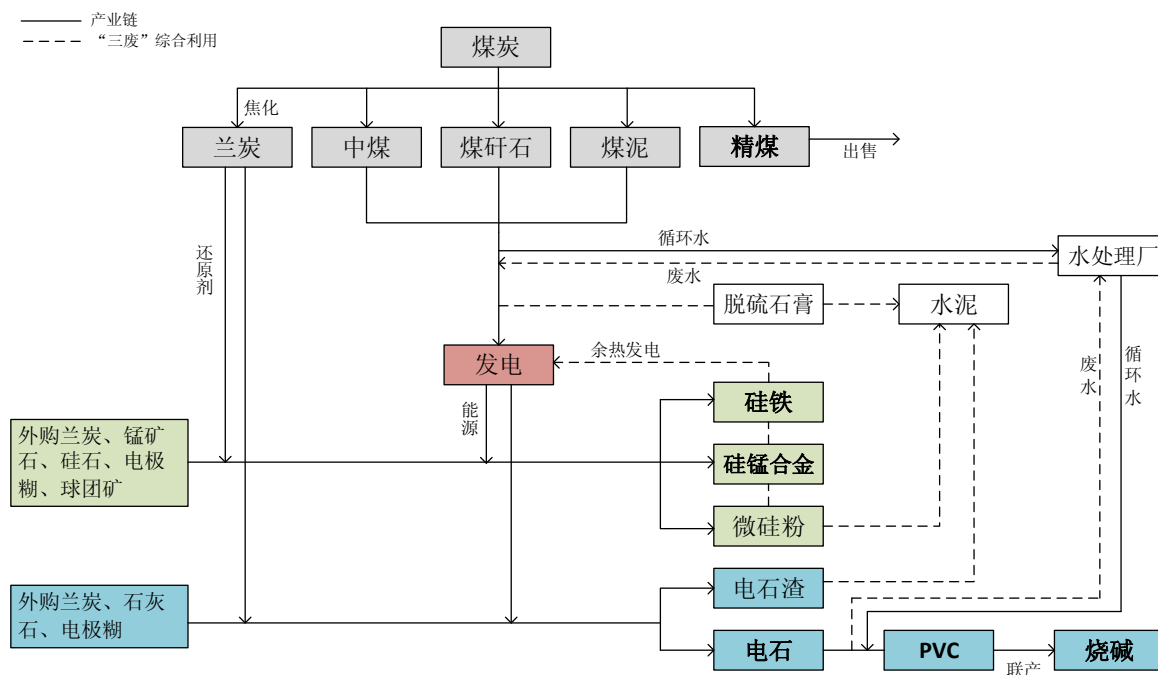 产业链
“三废”综合利用
煤炭
焦化
兰炭
中煤
煤矸石
煤泥
精煤
出售
还原剂
循环水
水处理厂
废水
脱硫石膏
水泥
余热发电
发电
废水
循环水
能源
硅铁
外购兰炭、锰矿
石、硅石、电极
糊、球团矿
硅锰合金
微硅粉
电石渣
外购兰炭、石灰
石、电极糊
电石
PVC
联产
烧碱